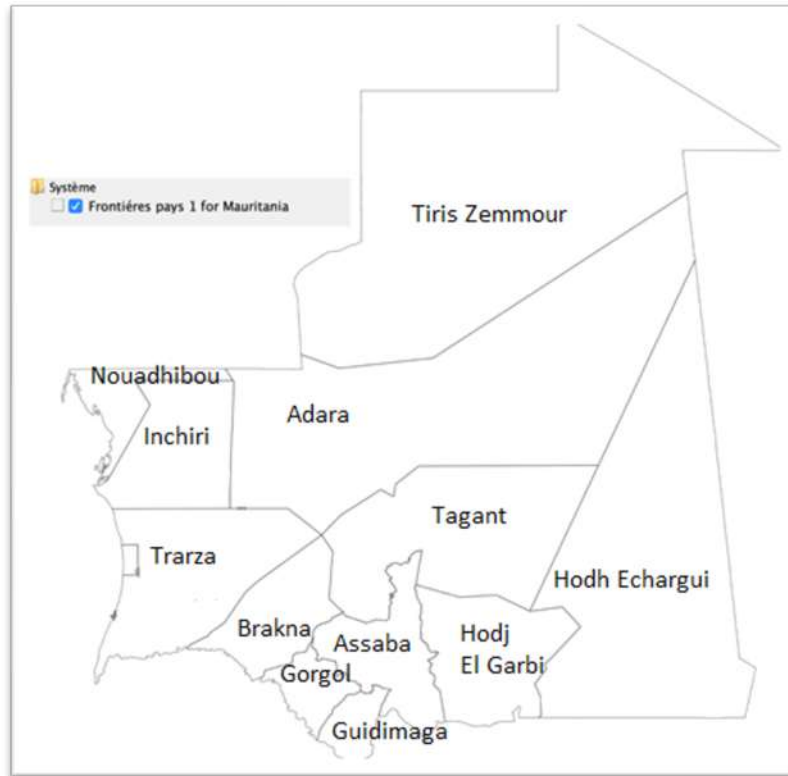 Système
Frontiéres pays 1 for Mauritania
Tiris Zemmour
Nouadhibou
Adara
Inchiri
Tagant
Trarza
Hodh Echargui
Brakna
Assaba
Hodj
El Garbi
Gorgol
Guidimaga